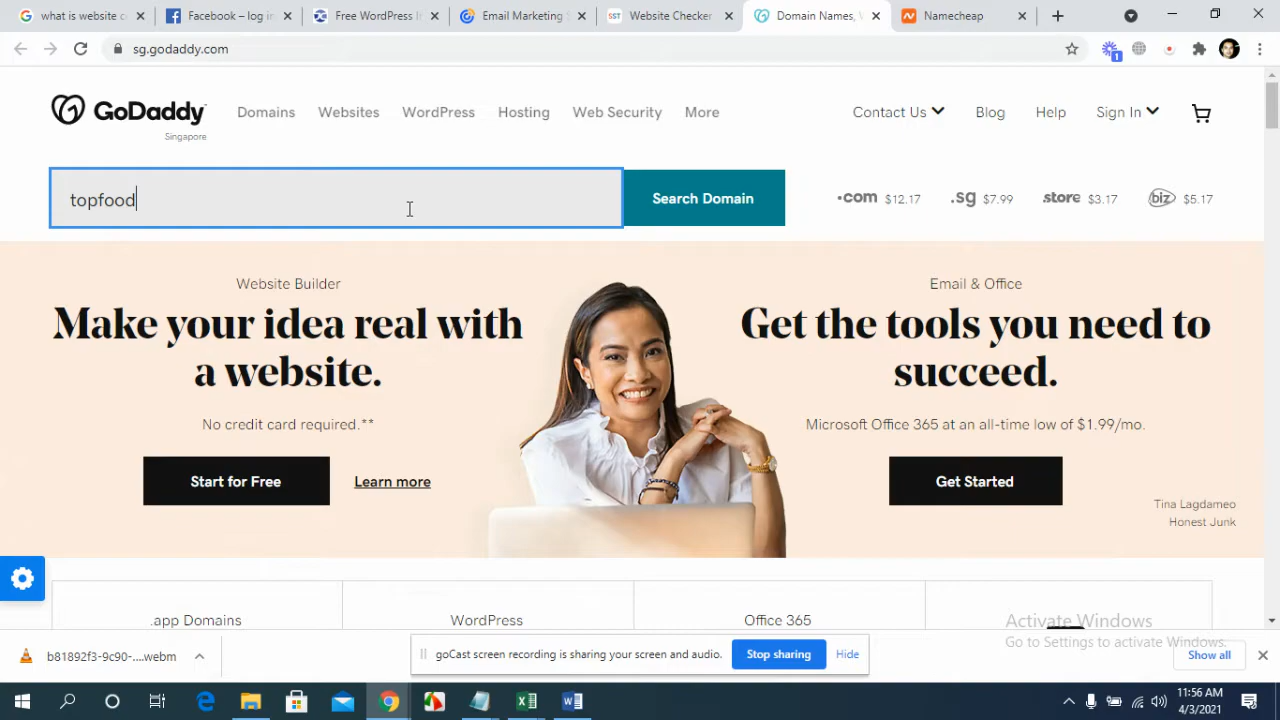 what is website c
Facebook – log in
Free WordPress
Email Marketing S
SST
Website Checker
Domain Names,
Namecheap
sg.godaddy.com
1
GoDaddy
Singapore
Domains
Websites
WordPress
Hosting
Web Security
More
Contact Us
Blog
Help
Sign In
topfood
Search Domain
.com $12.17
.sg $7.99
store $3.17
biz $5.17
Website Builder
Make your idea real with
a website.
No credit card required.**
Start for Free
Learn more
Email & Office
Get the tools you need to
succeed.
Microsoft Office 365 at an all-time low of $1.99/mo.
Get Started
Tina Lagdameo
Honest Junk
.app Domains
WordPress
Office 365
Activate Windows
Go to Settings to activate Windows.
b81892f3-9c90-....webm
goCast screen recording is sharing your screen and audio.
Stop sharing
Hide
Show all
11:56 AM
4/3/2021